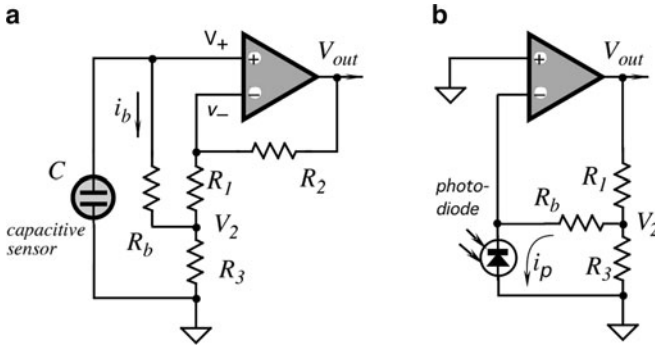 a
V+
+
Vout
ib
v−
−
R1
R2
C
capacitive
sensor
Rb
V2
R3
b
+
Vout
−
R1
photo-
diode
Rb
V2
ip
R3